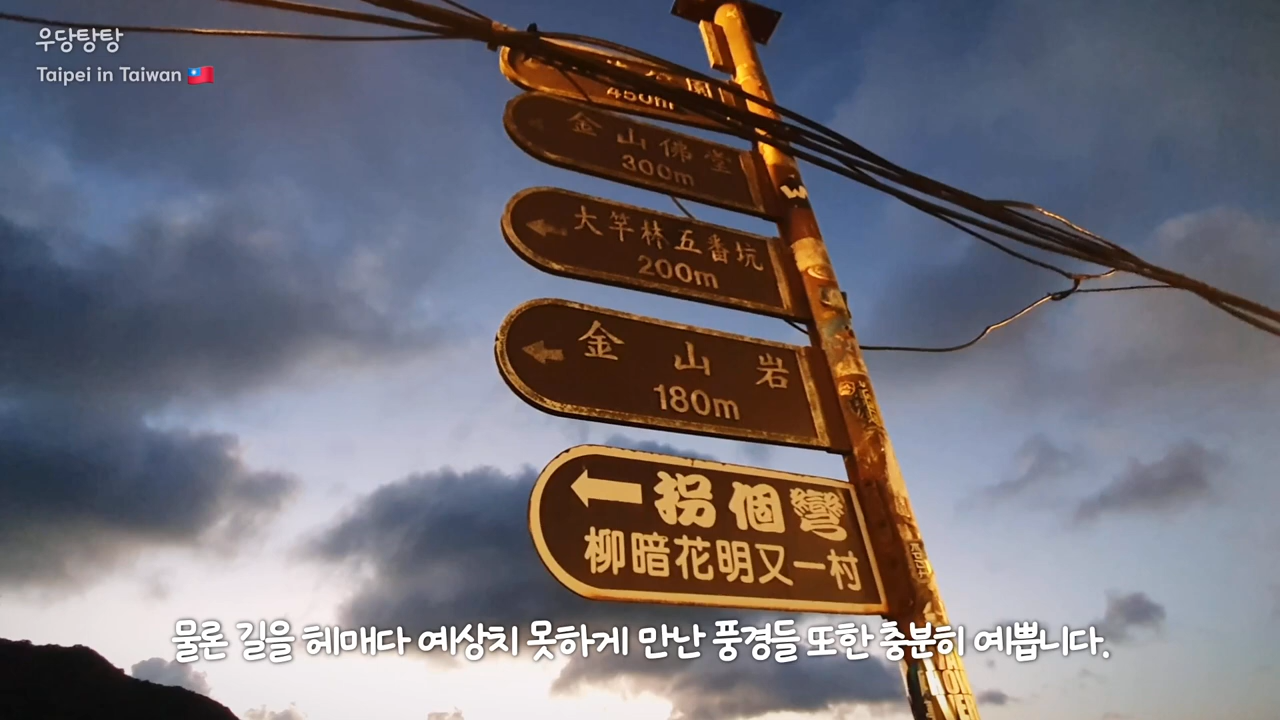 우당탕탕
Taipei in Taiwan 🇹🇼
園
450m
金山佛堂
300m
大竿林五番坑
200m
金山岩
180m
拐個彎
柳暗花明又一村
물론 길을 헤매다 예상치 못하게 만난 풍경들 또한 충분히 예쁩니다.